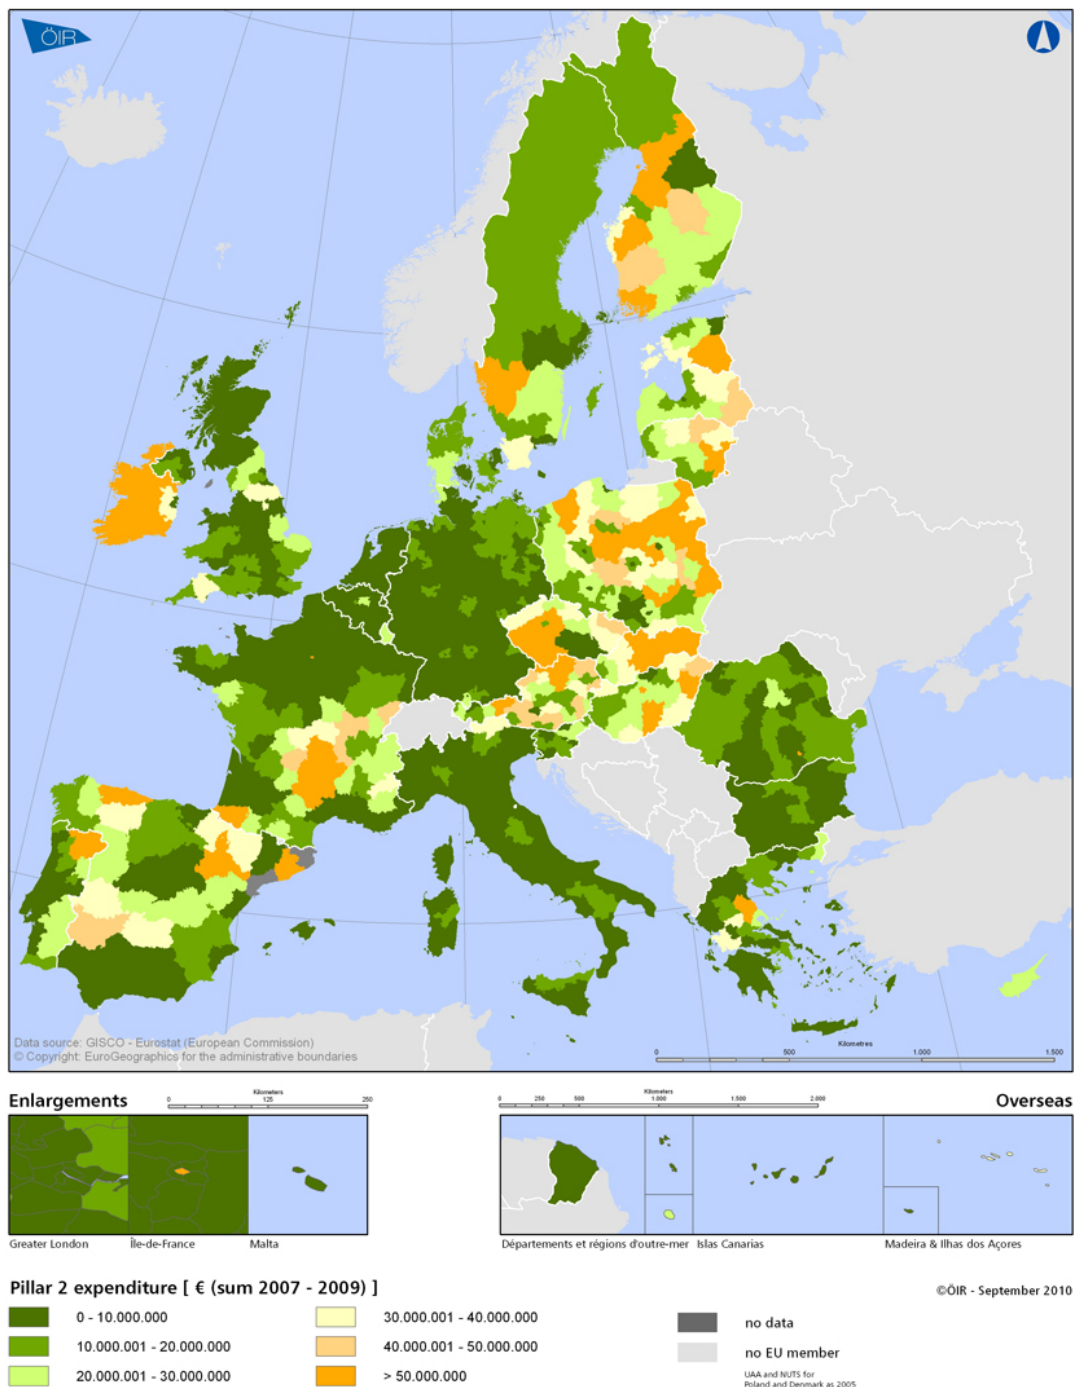 ÖIR
Data source: GISCO - Eurostat (European Commission)
© Copyright: EuroGeographics for the administrative boundaries
Kilometres
0 500 1.000 1.500
Enlargements
Kilometers
0 125 250
Kilometers
0 250 500 1.000 1.500 2.000
Overseas
Greater London
Île-de-France
Malta
Départements et régions d'outre-mer
Islas Canarias
Madeira & Ilhas dos Açores
Pillar 2 expenditure [ € (sum 2007 - 2009) ]
©ÖIR - September 2010
0 - 10.000.000
10.000.001 - 20.000.000
20.000.001 - 30.000.000
30.000.001 - 40.000.000
40.000.001 - 50.000.000
> 50.000.000
no data
no EU member
UAA and NUTS for
Poland and Denmark as 2005